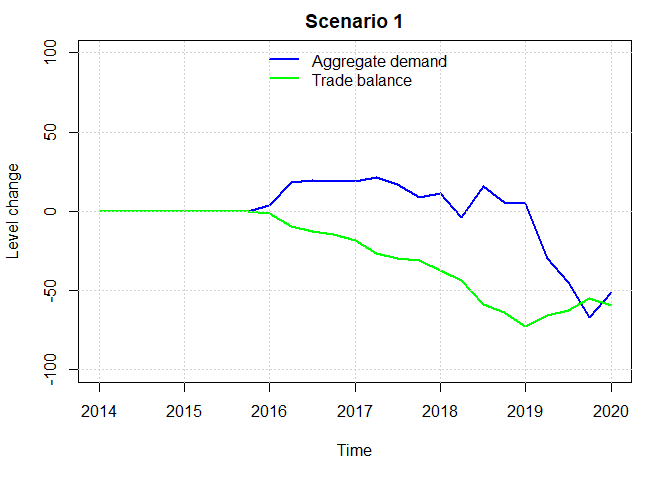 Scenario 1
Aggregate demand
Trade balance
100
50
0
-50
-100
Level change
2014 2015 2016 2017 2018 2019 2020
Time